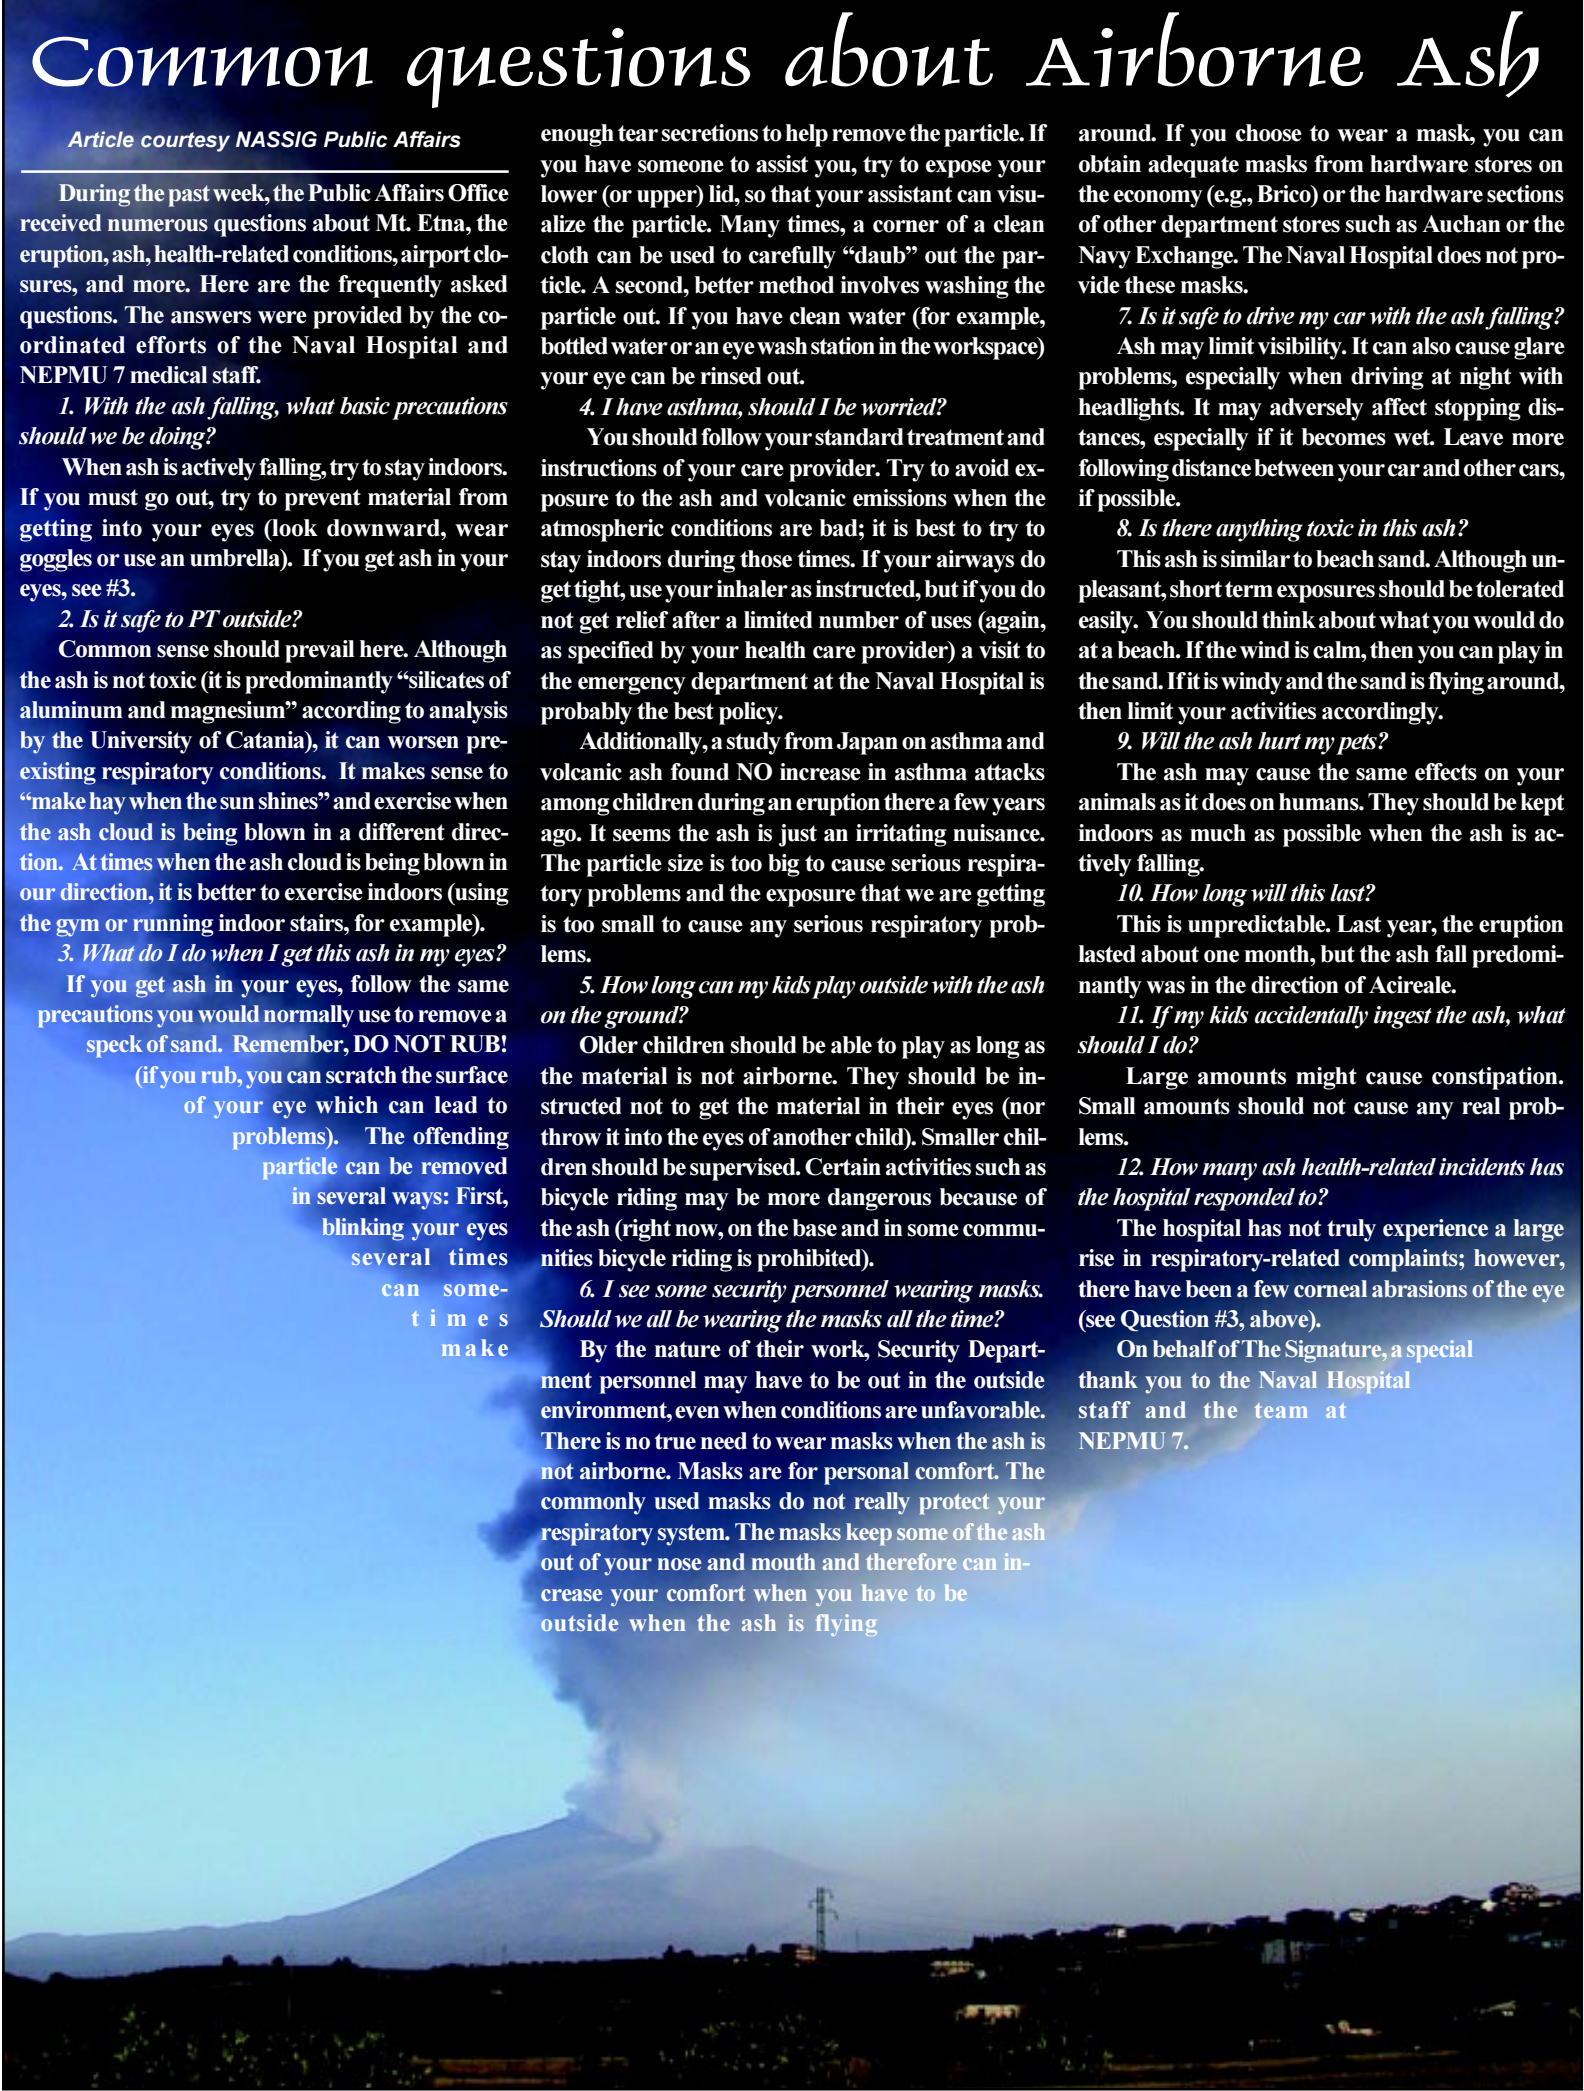 Common questions about Airborne Ash
Article courtesy NASSIG Public Affairs
During the past week, the Public Affairs Office
received numerous questions about Mt. Etna, the
eruption, ash, health-related conditions, airport clo-
sures, and more. Here are the frequently asked
questions. The answers were provided by the co-
ordinated efforts of the Naval Hospital and
NEPMU 7 medical staff.
1. With the ash falling, what basic precautions
should we be doing?
When ash is actively falling, try to stay indoors.
If you must go out, try to prevent material from
getting into your eyes (look downward, wear
goggles or use an umbrella). If you get ash in your
eyes, see #3.
2. Is it safe to PT outside?
Common sense should prevail here. Although
the ash is not toxic (it is predominantly “silicates of
aluminum and magnesium” according to analysis
by the University of Catania), it can worsen pre-
existing respiratory conditions. It makes sense to
“make hay when the sun shines” and exercise when
the ash cloud is being blown in a different direc-
tion. At times when the ash cloud is being blown in
our direction, it is better to exercise indoors (using
the gym or running indoor stairs, for example).
3. What do I do when I get this ash in my eyes?
If you get ash in your eyes, follow the same
precautions you would normally use to remove a
speck of sand. Remember, DO NOT RUB!
(if you rub, you can scratch the surface
of your eye which can lead to
problems). The offending
particle can be removed
in several ways: First,
blinking your eyes
several times
can some-
times
make
enough tear secretions to help remove the particle. If
you have someone to assist you, try to expose your
lower (or upper) lid, so that your assistant can visu-
alize the particle. Many times, a corner of a clean
cloth can be used to carefully “daub” out the par-
ticle. A second, better method involves washing the
particle out. If you have clean water (for example,
bottled water or an eye wash station in the workspace)
your eye can be rinsed out.
4. I have asthma, should I be worried?
You should follow your standard treatment and
instructions of your care provider. Try to avoid ex-
posure to the ash and volcanic emissions when the
atmospheric conditions are bad; it is best to try to
stay indoors during those times. If your airways do
get tight, use your inhaler as instructed, but if you do
not get relief after a limited number of uses (again,
as specified by your health care provider) a visit to
the emergency department at the Naval Hospital is
probably the best policy.
Additionally, a study from Japan on asthma and
volcanic ash found NO increase in asthma attacks
among children during an eruption there a few years
ago. It seems the ash is just an irritating nuisance.
The particle size is too big to cause serious respira-
tory problems and the exposure that we are getting
is too small to cause any serious respiratory prob-
lems.
5. How long can my kids play outside with the ash
on the ground?
Older children should be able to play as long as
the material is not airborne. They should be in-
structed not to get the material in their eyes (nor
throw it into the eyes of another child). Smaller chil-
dren should be supervised. Certain activities such as
bicycle riding may be more dangerous because of
the ash (right now, on the base and in some commu-
nities bicycle riding is prohibited).
6. I see some security personnel wearing masks.
Should we all be wearing the masks all the time?
By the nature of their work, Security Depart-
ment personnel may have to be out in the outside
environment, even when conditions are unfavorable.
There is no true need to wear masks when the ash is
not airborne. Masks are for personal comfort. The
commonly used masks do not really protect your
respiratory system. The masks keep some of the ash
out of your nose and mouth and therefore can in-
crease your comfort when you have to be
outside when the ash is flying
around. If you choose to wear a mask, you can
obtain adequate masks from hardware stores on
the economy (e.g., Brico) or the hardware sections
of other department stores such as Auchan or the
Navy Exchange. The Naval Hospital does not pro-
vide these masks.
7. Is it safe to drive my car with the ash falling?
Ash may limit visibility. It can also cause glare
problems, especially when driving at night with
headlights. It may adversely affect stopping dis-
tances, especially if it becomes wet. Leave more
following distance between your car and other cars,
if possible.
8. Is there anything toxic in this ash?
This ash is similar to beach sand. Although un-
pleasant, short term exposures should be tolerated
easily. You should think about what you would do
at a beach. If the wind is calm, then you can play in
the sand. If it is windy and the sand is flying around,
then limit your activities accordingly.
9. Will the ash hurt my pets?
The ash may cause the same effects on your
animals as it does on humans. They should be kept
indoors as much as possible when the ash is ac-
tively falling.
10. How long will this last?
This is unpredictable. Last year, the eruption
lasted about one month, but the ash fall predomi-
nantly was in the direction of Acireale.
11. If my kids accidentally ingest the ash, what
should I do?
Large amounts might cause constipation.
Small amounts should not cause any real prob-
lems.
12. How many ash health-related incidents has
the hospital responded to?
The hospital has not truly experience a large
rise in respiratory-related complaints; however,
there have been a few corneal abrasions of the eye
(see Question #3, above).
On behalf of The Signature, a special
thank you to the Naval Hospital
staff and the team at
NEPMU 7.